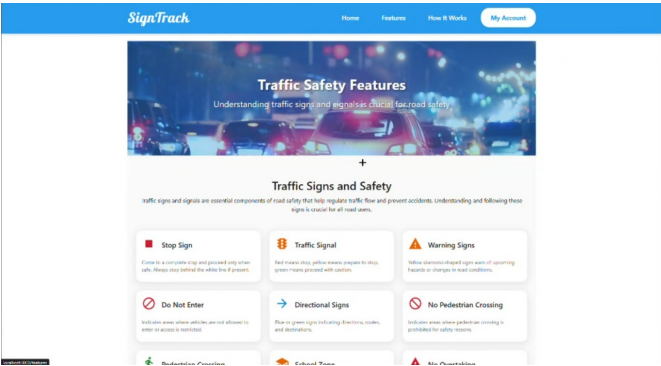 SignTrack
Home Features How It Works My Account
Traffic Safety Features
Understanding traffic signs and signals is crucial for road safety
Traffic Signs and Safety
Traffic signs and signals are essential components of road safety that help regulate traffic flow and prevent accidents. Understanding and following these
signs is crucial for all road users.
Stop Sign
Come to a complete stop and proceed only when
safe. Always stop behind the white line if present.
Traffic Signal
Red means stop, yellow means prepare to stop,
green means proceed with caution.
Warning Signs
Yellow diamond-shaped signs warn of upcoming
hazards or changes in road conditions.
Do Not Enter
Indicates areas where vehicles are not allowed to
enter or access is restricted.
Directional Signs
Blue or green signs indicating directions, routes,
and destinations.
No Pedestrian Crossing
Indicates areas where pedestrian crossing is
prohibited for safety reasons.
Pedestrian Crossing
School Zone
No Overtaking